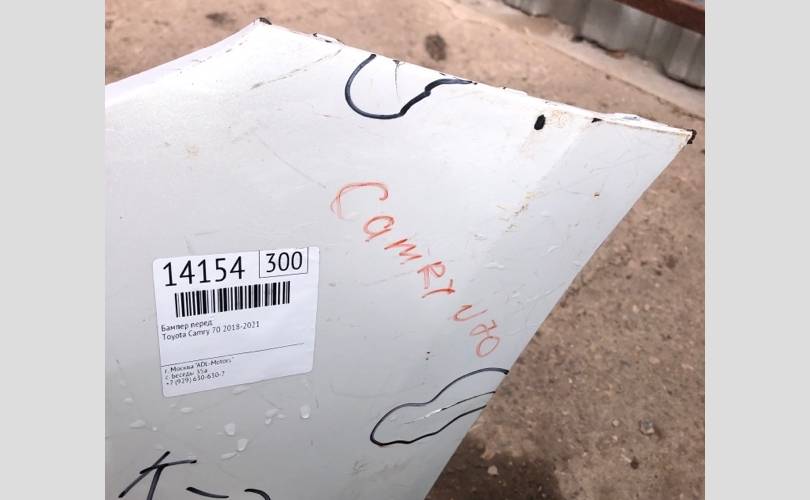 14154 300
Бампер перед
Toyota Camry 70 2018-2021
г. Москва "ADL-Motors"
с. Беседы 35а
+7 (929) 630-630-7
Camry v70